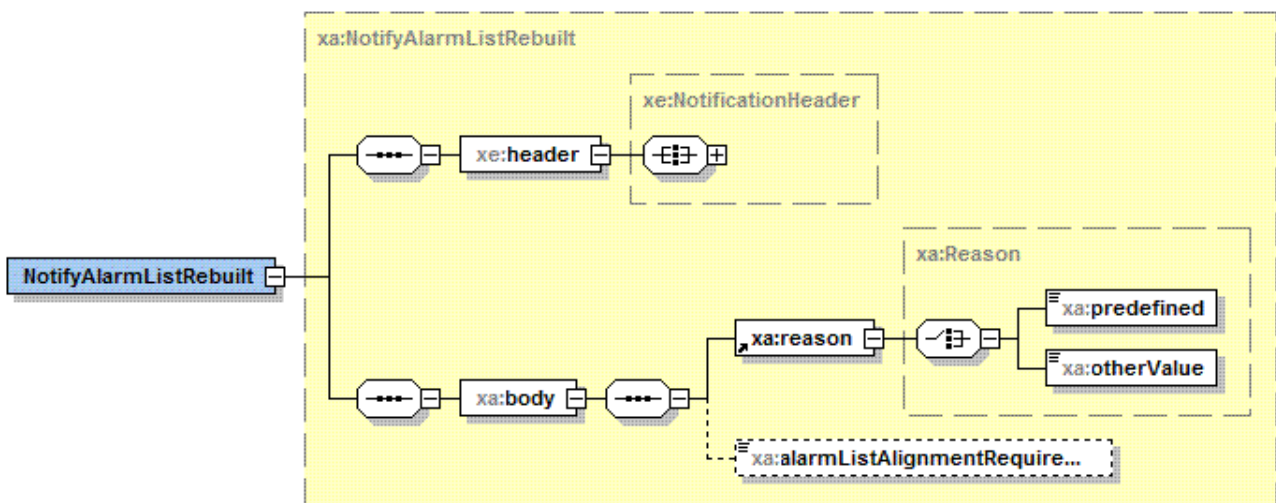 xa:NotifyAlarmListRebuilt
xe:NotificationHeader
xe:header
xa:Reason
NotifyAlarmListRebuilt
xa:predefined
xa:reason
xa:otherValue
xa:body
xa:alarmListAlignmentRequire...